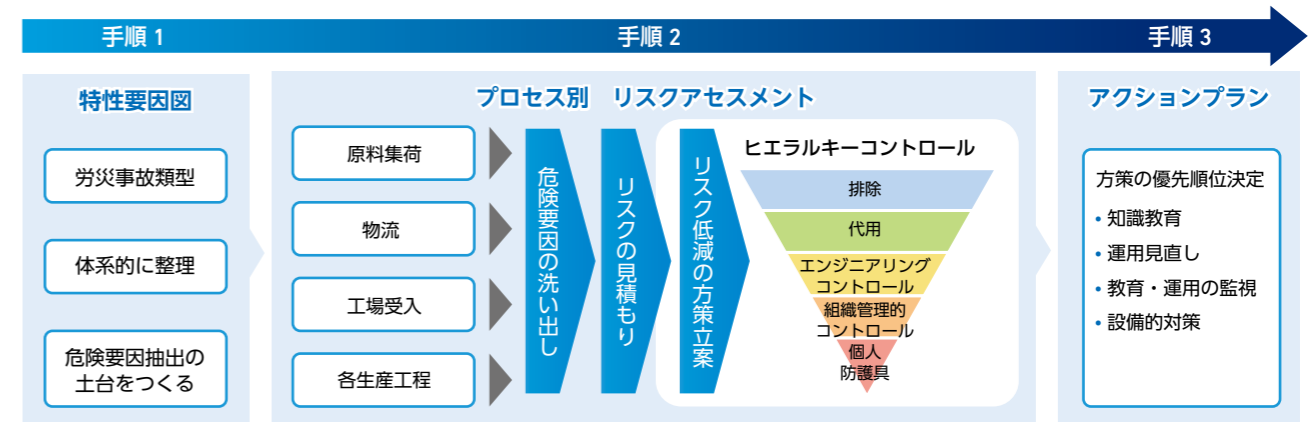 手順 1
手順 2
手順 3
特性要因図
労災事故類型
体系的に整理
危険要因抽出の
土台をつくる
プロセス別　リスクアセスメント
原料集荷
物流
工場受入
各生産工程
危険要因の洗い出し
リスクの見積もり
リスク低減の方策立案
ヒエラルキーコントロール
排除
代用
エンジニアリング
コントロール
組織管理的
コントロール
個人
防護具
アクションプラン
方策の優先順位決定
・知識教育
・運用見直し
・教育・運用の監視
・設備的対策